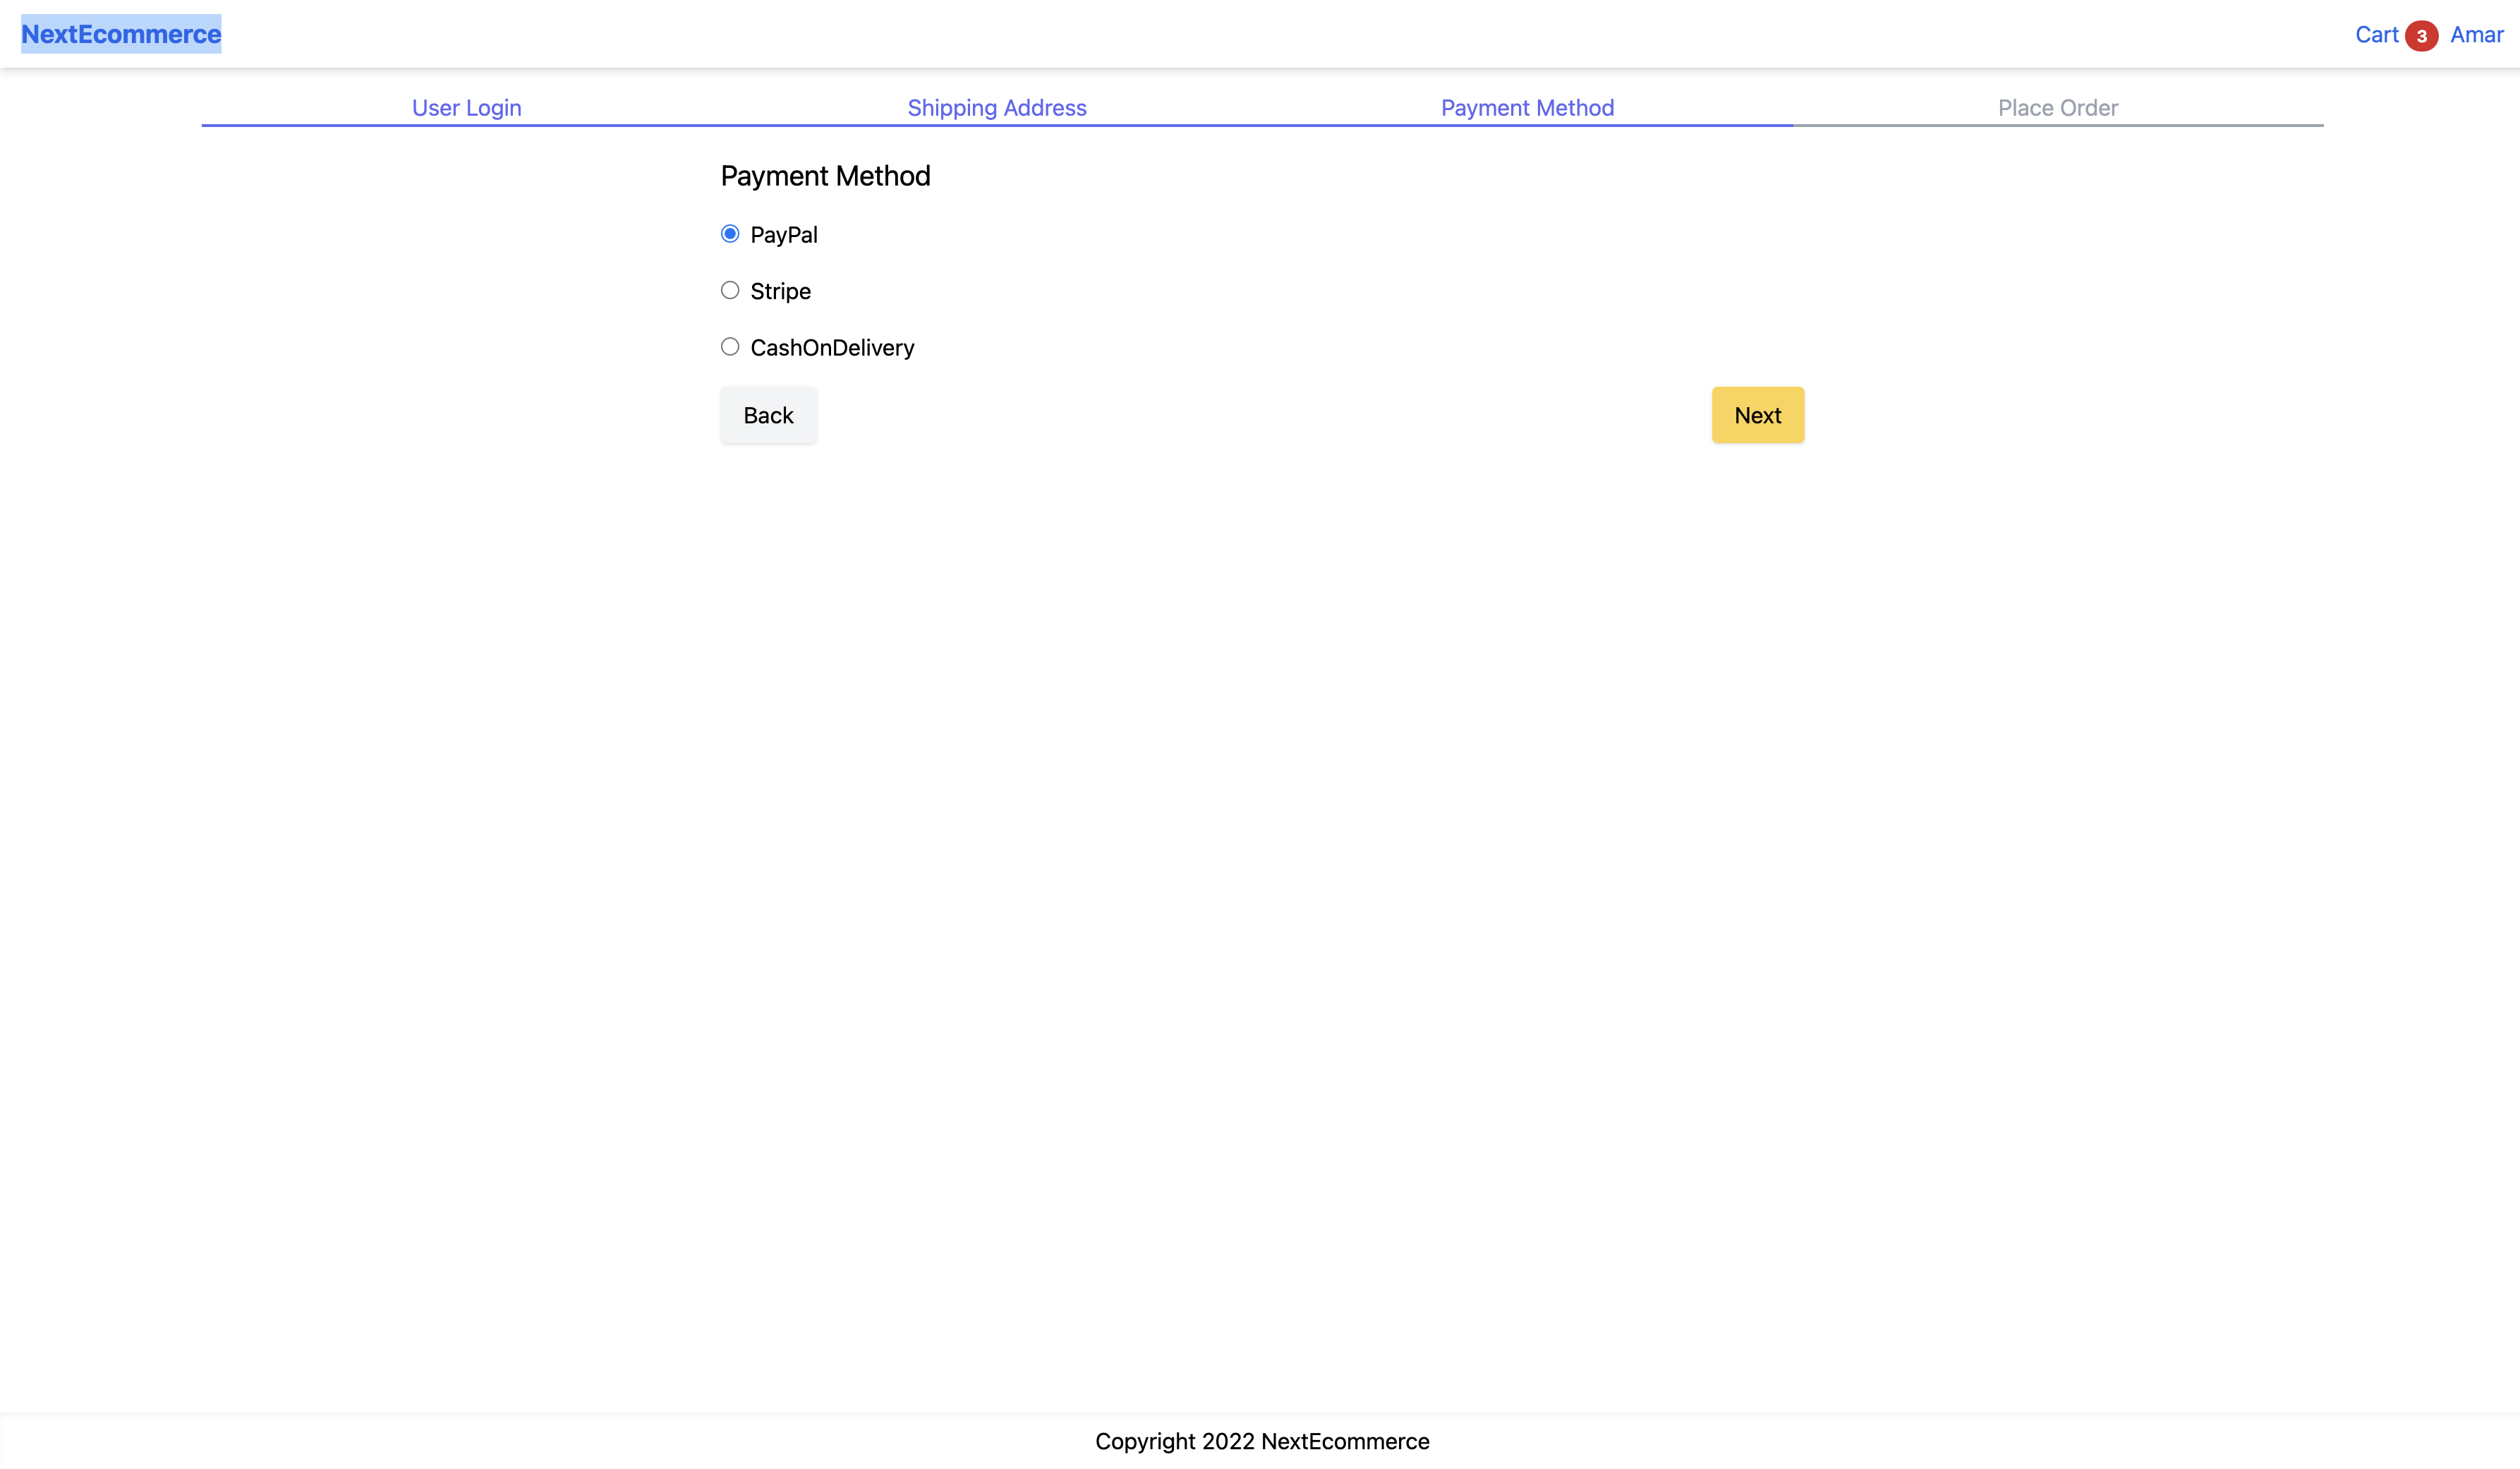 NextEcommerce Cart 3 Amar
User Login Shipping Address Payment Method Place Order
Payment Method
PayPal
Stripe
CashOnDelivery
Back Next
Copyright 2022 NextEcommerce